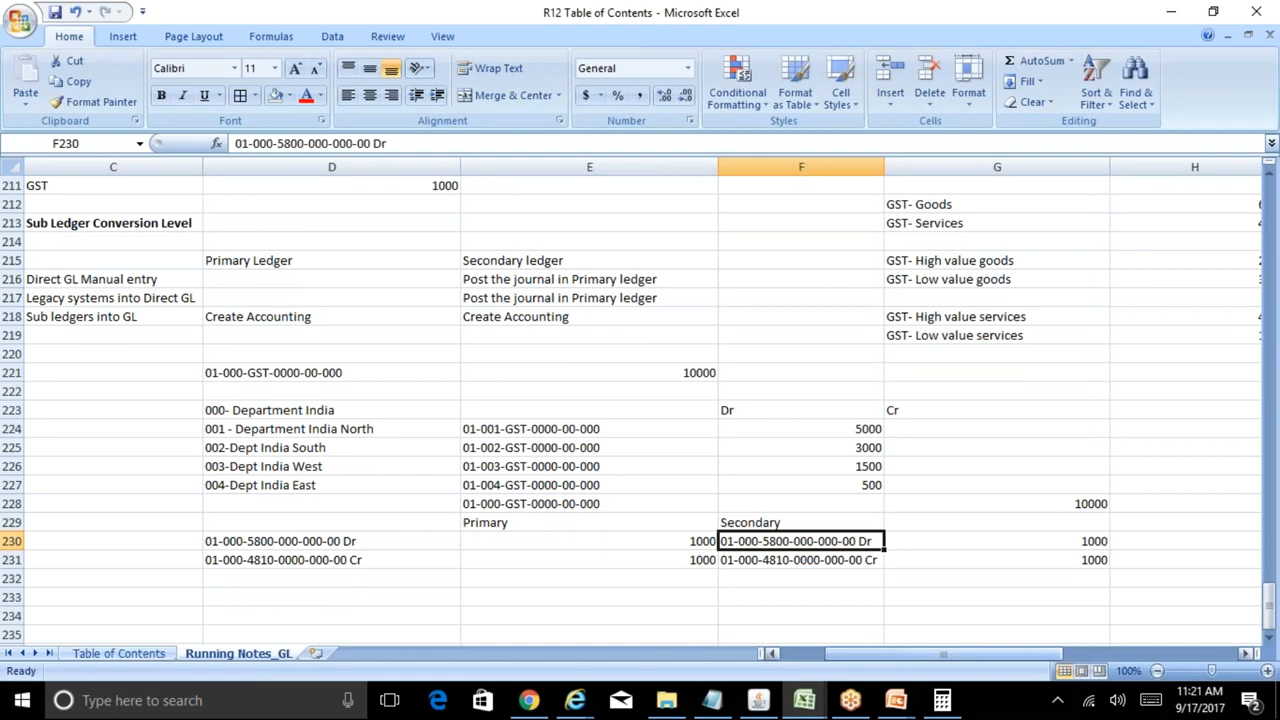 R12 Table of Contents - Microsoft Excel
Home Insert Page Layout Formulas Data Review View
Paste Cut Copy Format Painter Clipboard
Calibri 11 B I U A A A Font
Wrap Text Merge & Center Alignment
General $ % , Number
Conditional Formatting Format as Table Cell Styles Styles
Insert Delete Format Cells
Σ AutoSum Fill Clear Sort & Filter Find & Select Editing
F230 fx 01-000-5800-000-000-00 Dr
C D E F G H
211 GST 1000
212 GST- Goods
213 Sub Ledger Conversion Level GST- Services
214
215 Primary Ledger Secondary ledger GST- High value goods
216 Direct GL Manual entry Post the journal in Primary ledger GST- Low value goods
217 Legacy systems into Direct GL Post the journal in Primary ledger
218 Sub ledgers into GL Create Accounting Create Accounting GST- High value services
219 GST- Low value services
220
221 01-000-GST-0000-00-000 10000
222
223 000- Department India Dr Cr
224 001 - Department India North 01-001-GST-0000-00-000 5000
225 002-Dept India South 01-002-GST-0000-00-000 3000
226 003-Dept India West 01-003-GST-0000-00-000 1500
227 004-Dept India East 01-004-GST-0000-00-000 500
228 01-000-GST-0000-00-000 10000
229 Primary Secondary
230 01-000-5800-000-000-00 Dr 1000 01-000-5800-000-000-00 Dr 1000
231 01-000-4810-0000-000-00 Cr 1000 01-000-4810-0000-000-00 Cr 1000
232
233
234
235
Table of Contents Running Notes_GL
Ready 100%
Type here to search
11:21 AM
9/17/2017
2